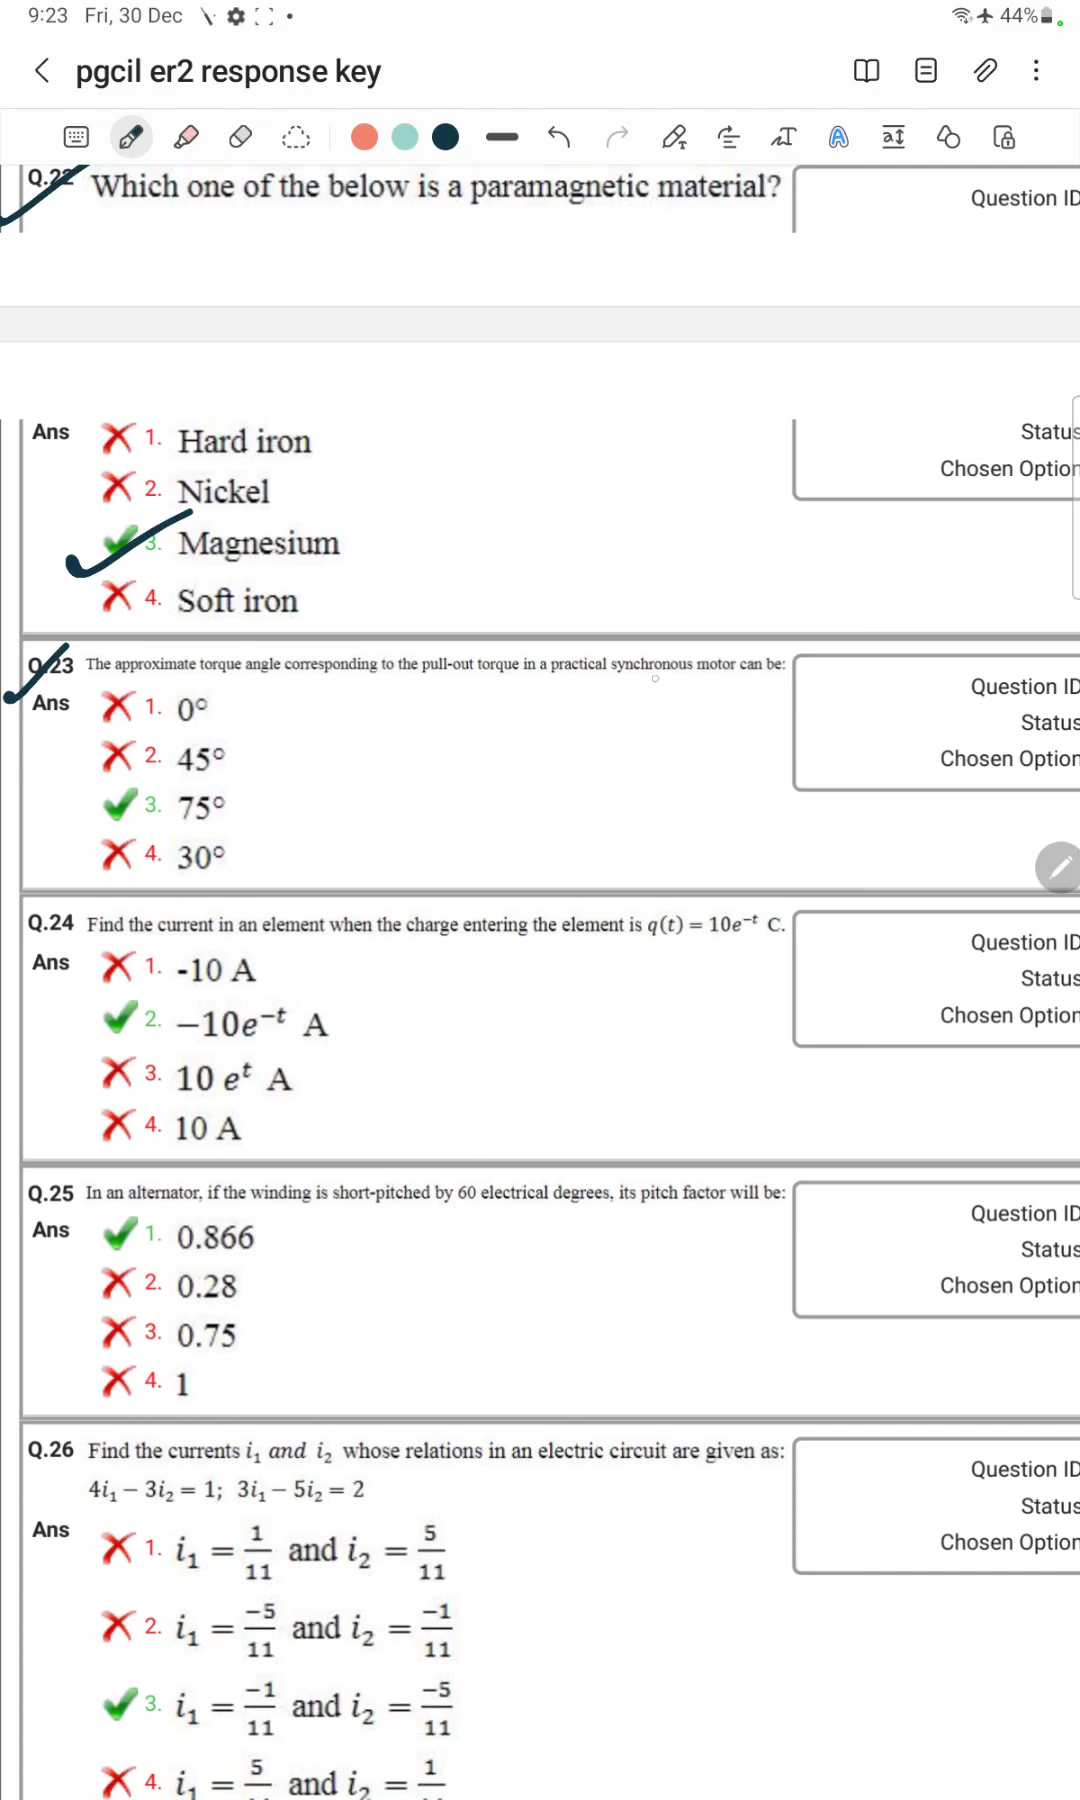 9:23 Fri, 30 Dec
44%
pgcil er2 response key
Q.22 Which one of the below is a paramagnetic material?
Question ID
Ans
1. Hard iron
2. Nickel
3. Magnesium
4. Soft iron
Status
Chosen Option
Q.23 The approximate torque angle corresponding to the pull-out torque in a practical synchronous motor can be:
Ans
1. 0°
2. 45°
3. 75°
4. 30°
Question ID
Status
Chosen Option
Q.24 Find the current in an element when the charge entering the element is q(t) = 10e⁻ᵗ C.
Ans
1. -10 A
2. −10e⁻ᵗ A
3. 10 eᵗ A
4. 10 A
Question ID
Status
Chosen Option
Q.25 In an alternator, if the winding is short-pitched by 60 electrical degrees, its pitch factor will be:
Ans
1. 0.866
2. 0.28
3. 0.75
4. 1
Question ID
Status
Chosen Option
Q.26 Find the currents i₁ and i₂ whose relations in an electric circuit are given as:
4i₁ − 3i₂ = 1; 3i₁ − 5i₂ = 2
Ans
1. i₁ = 1/11 and i₂ = 5/11
2. i₁ = −5/11 and i₂ = −1/11
3. i₁ = −1/11 and i₂ = −5/11
4. i₁ = 5 and i₂ = 1
Question ID
Status
Chosen Option